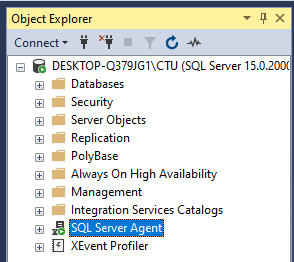 Object Explorer
Connect
DESKTOP-Q379JG1\CTU (SQL Server 15.0.2000
Databases
Security
Server Objects
Replication
PolyBase
Always On High Availability
Management
Integration Services Catalogs
SQL Server Agent
XEvent Profiler